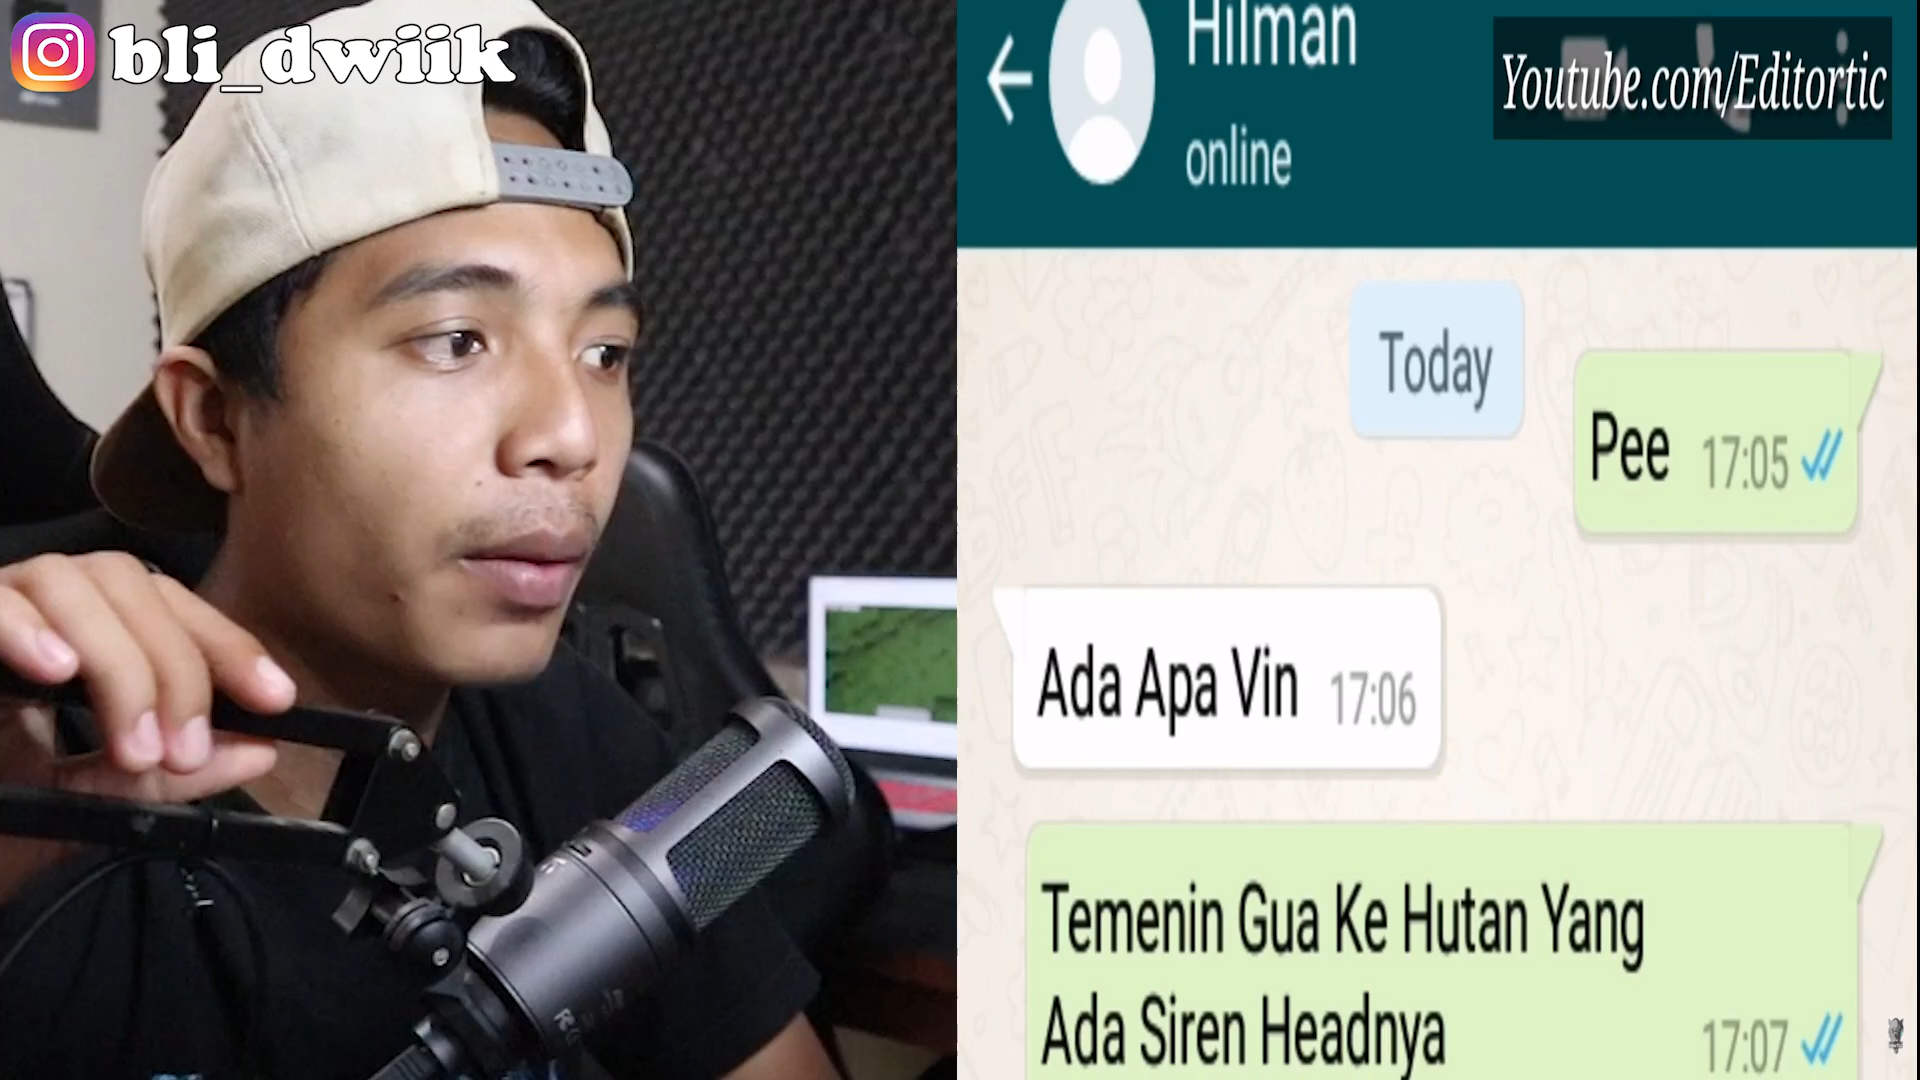 bli_dwiik
Hilman
online
Youtube.com/Editortic
Today
Pee 17:05
Ada Apa Vin 17:06
Temenin Gua Ke Hutan Yang
Ada Siren Headnya 17:07